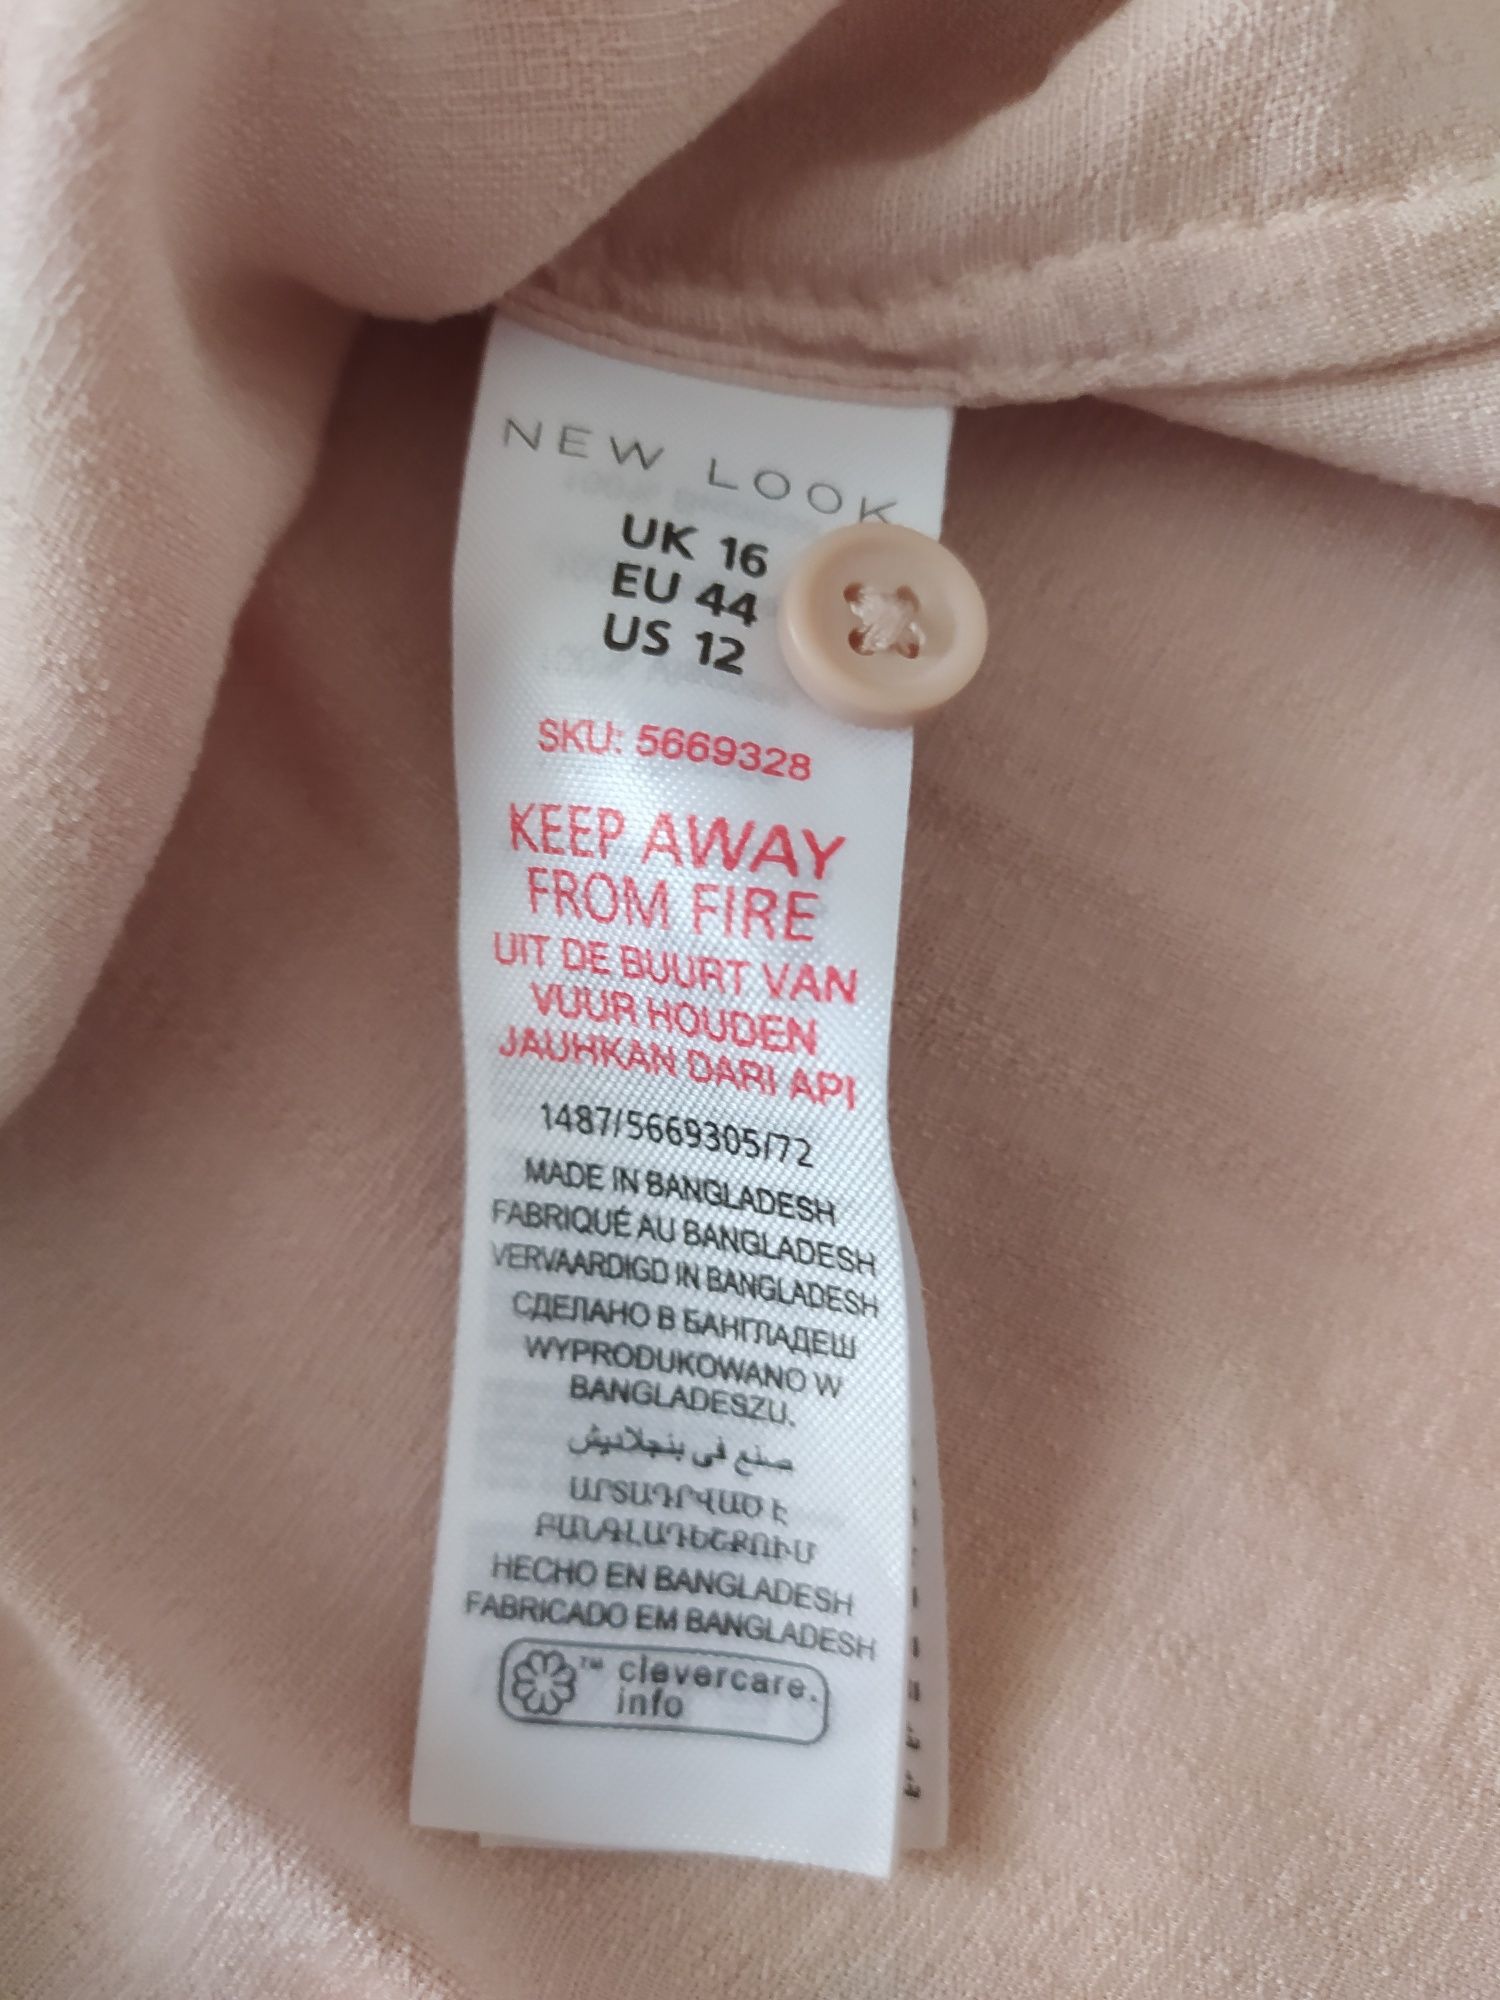 NEW LOOK
UK 16
EU 44
US 12
SKU: 5669328
KEEP AWAY
FROM FIRE
UIT DE BUURT VAN
VUUR HOUDEN
JAUHKAN DARI API
1487/5669305/72
MADE IN BANGLADESH
FABRIQUÉ AU BANGLADESH
VERVAARDIGD IN BANGLADESH
СДЕЛАНО В БАНГЛАДЕШ
WYPRODUKOWANO W
BANGLADESZU.
صنع في بنجلاديش
ԱՐՏԱԴՐՎԱԾ Է
ԲԱՆԳԼԱԴԵՇՔՈՒՄ
HECHO EN BANGLADESH
FABRICADO EM BANGLADESH
™ clevercare.
info